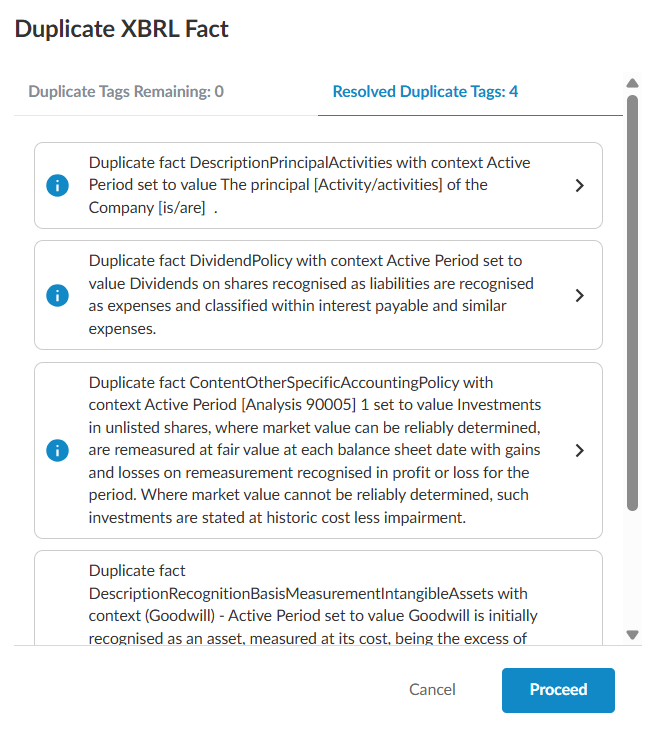 Duplicate XBRL Fact
Duplicate Tags Remaining: 0
Resolved Duplicate Tags: 4
Duplicate fact DescriptionPrincipalActivities with context Active
Period set to value The principal [Activity/activities] of the
Company [is/are]  .
Duplicate fact DividendPolicy with context Active Period set to
value Dividends on shares recognised as liabilities are recognised
as expenses and classified within interest payable and similar
expenses.
Duplicate fact ContentOtherSpecificAccountingPolicy with
context Active Period [Analysis 90005] 1 set to value Investments
in unlisted shares, where market value can be reliably determined,
are remeasured at fair value at each balance sheet date with gains
and losses on remeasurement recognised in profit or loss for the
period. Where market value cannot be reliably determined, such
investments are stated at historic cost less impairment.
Duplicate fact
DescriptionRecognitionBasisMeasurementIntangibleAssets with
context (Goodwill) - Active Period set to value Goodwill is initially
recognised as an asset, measured at its cost, being the excess of
Cancel
Proceed